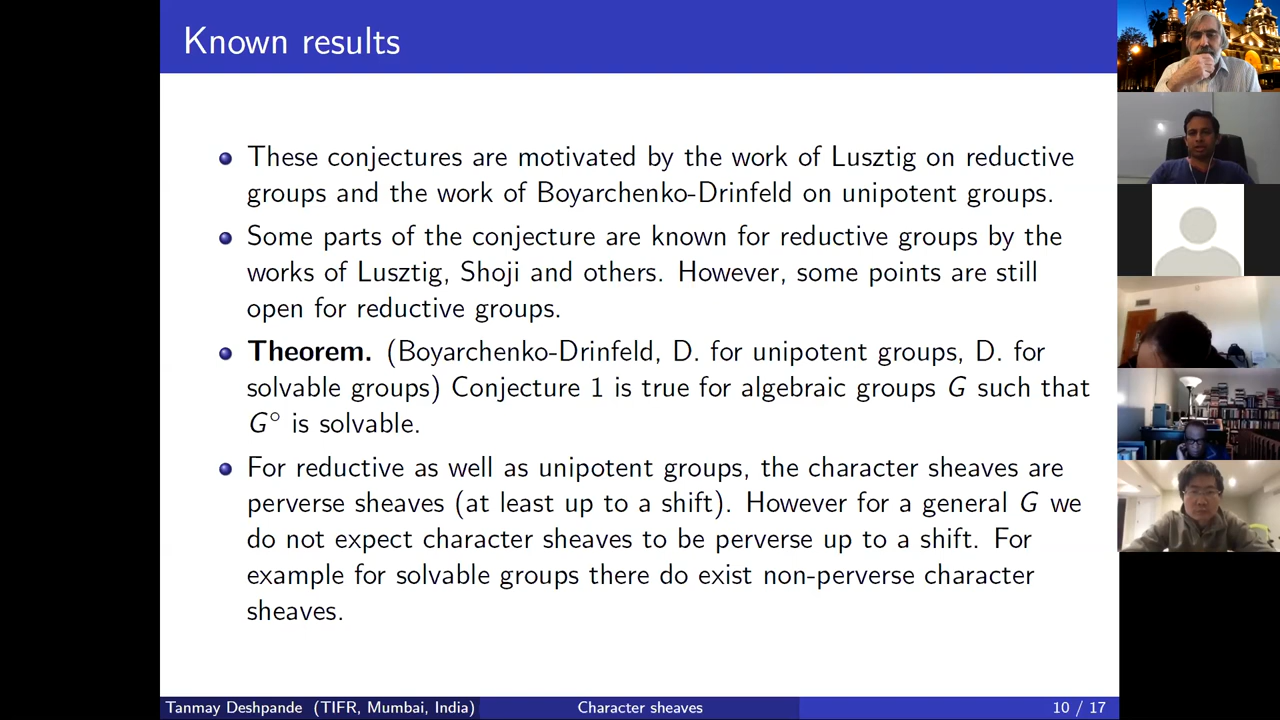 Known results
These conjectures are motivated by the work of Lusztig on reductive
groups and the work of Boyarchenko-Drinfeld on unipotent groups.
Some parts of the conjecture are known for reductive groups by the
works of Lusztig, Shoji and others. However, some points are still
open for reductive groups.
Theorem. (Boyarchenko-Drinfeld, D. for unipotent groups, D. for
solvable groups) Conjecture 1 is true for algebraic groups G such that
G° is solvable.
For reductive as well as unipotent groups, the character sheaves are
perverse sheaves (at least up to a shift). However for a general G we
do not expect character sheaves to be perverse up to a shift. For
example for solvable groups there do exist non-perverse character
sheaves.
Tanmay Deshpande (TIFR, Mumbai, India) Character sheaves 10 / 17